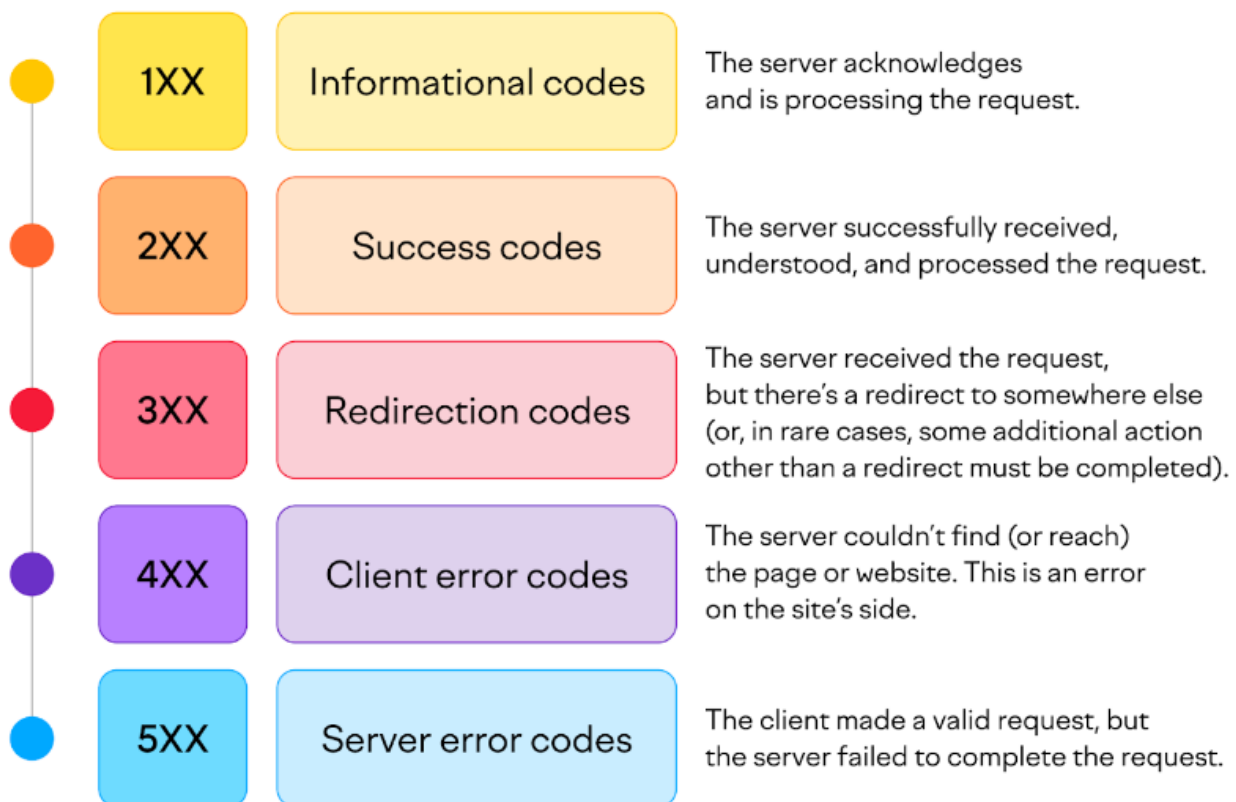 1XX
Informational codes
The server acknowledges
and is processing the request.
2XX
Success codes
The server successfully received,
understood, and processed the request.
3XX
Redirection codes
The server received the request,
but there’s a redirect to somewhere else
(or, in rare cases, some additional action
other than a redirect must be completed).
4XX
Client error codes
The server couldn’t find (or reach)
the page or website. This is an error
on the site’s side.
5XX
Server error codes
The client made a valid request, but
the server failed to complete the request.